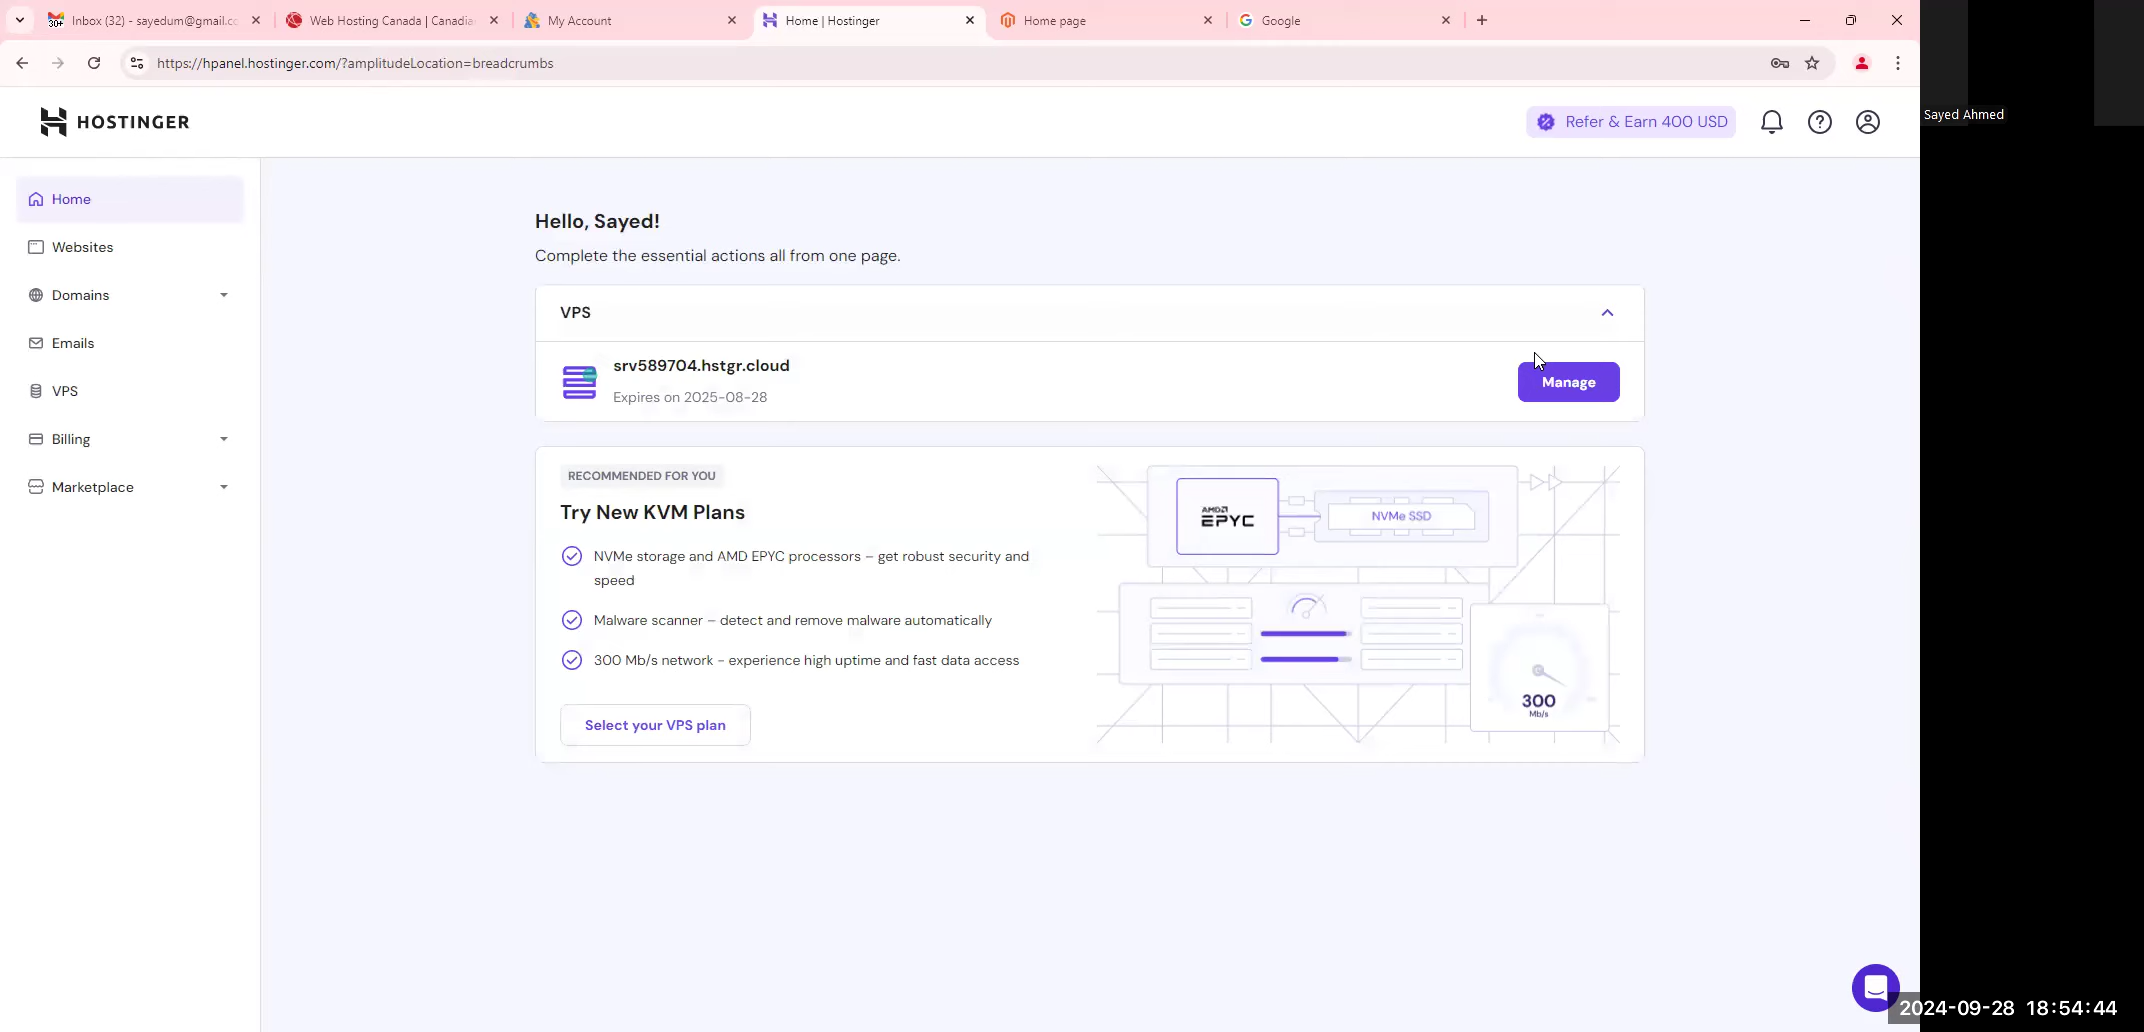 Inbox (32) - sayedum@gmail.co
Web Hosting Canada | Canadia
My Account
Home | Hostinger
Home page
Google
https://hpanel.hostinger.com/?amplitudeLocation=breadcrumbs
HOSTINGER
Refer & Earn 400 USD
Sayed Ahmed
Home
Websites
Domains
Emails
VPS
Billing
Marketplace
Hello, Sayed!
Complete the essential actions all from one page.
VPS
srv589704.hstgr.cloud
Expires on 2025-08-28
Manage
RECOMMENDED FOR YOU
Try New KVM Plans
NVMe storage and AMD EPYC processors – get robust security and
speed
Malware scanner – detect and remove malware automatically
300 Mb/s network - experience high uptime and fast data access
Select your VPS plan
AMD
EPYC
NVMe SSD
300
Mb/s
2024-09-28 18:54:44